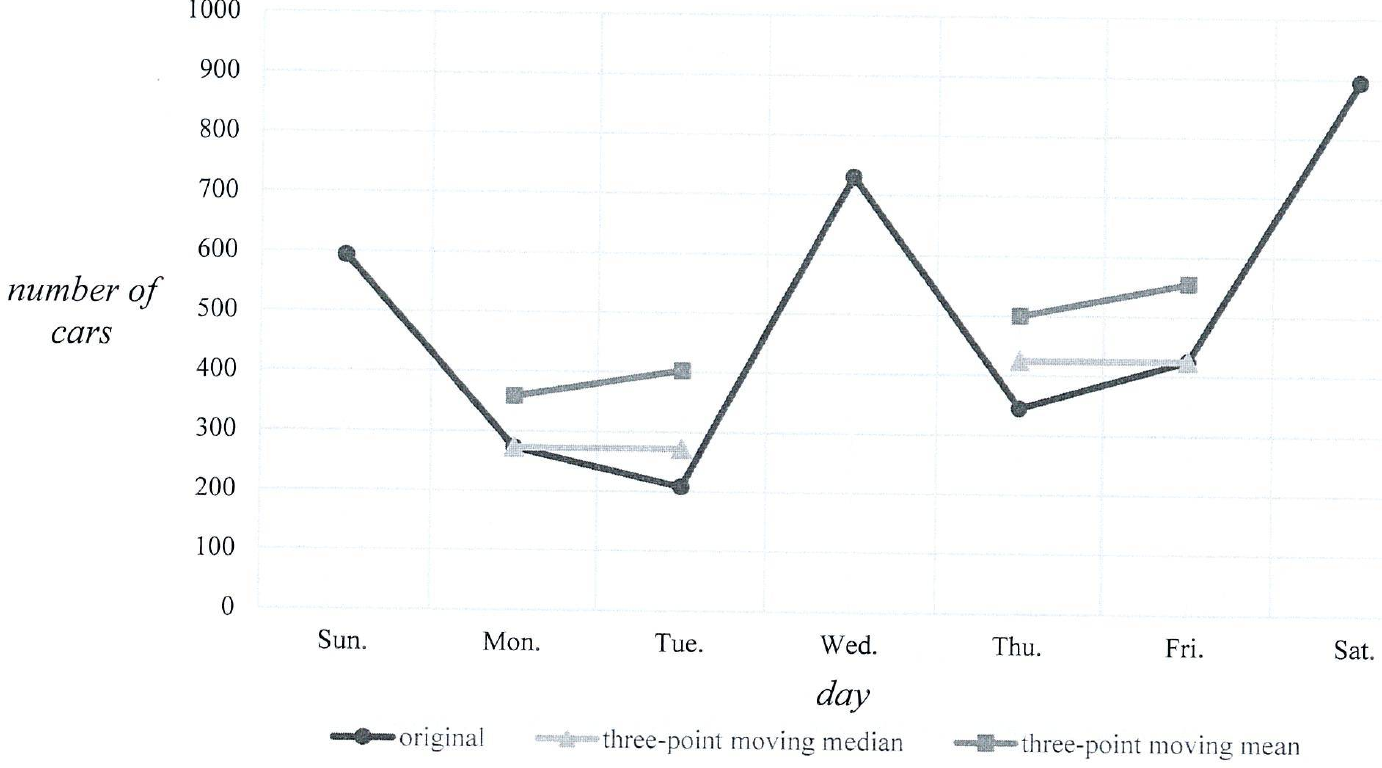 1000
900
800
700
600
500
400
300
200
100
0
number of
cars
Sun. Mon. Tue. Wed. Thu. Fri. Sat.
day
original three-point moving median three-point moving mean